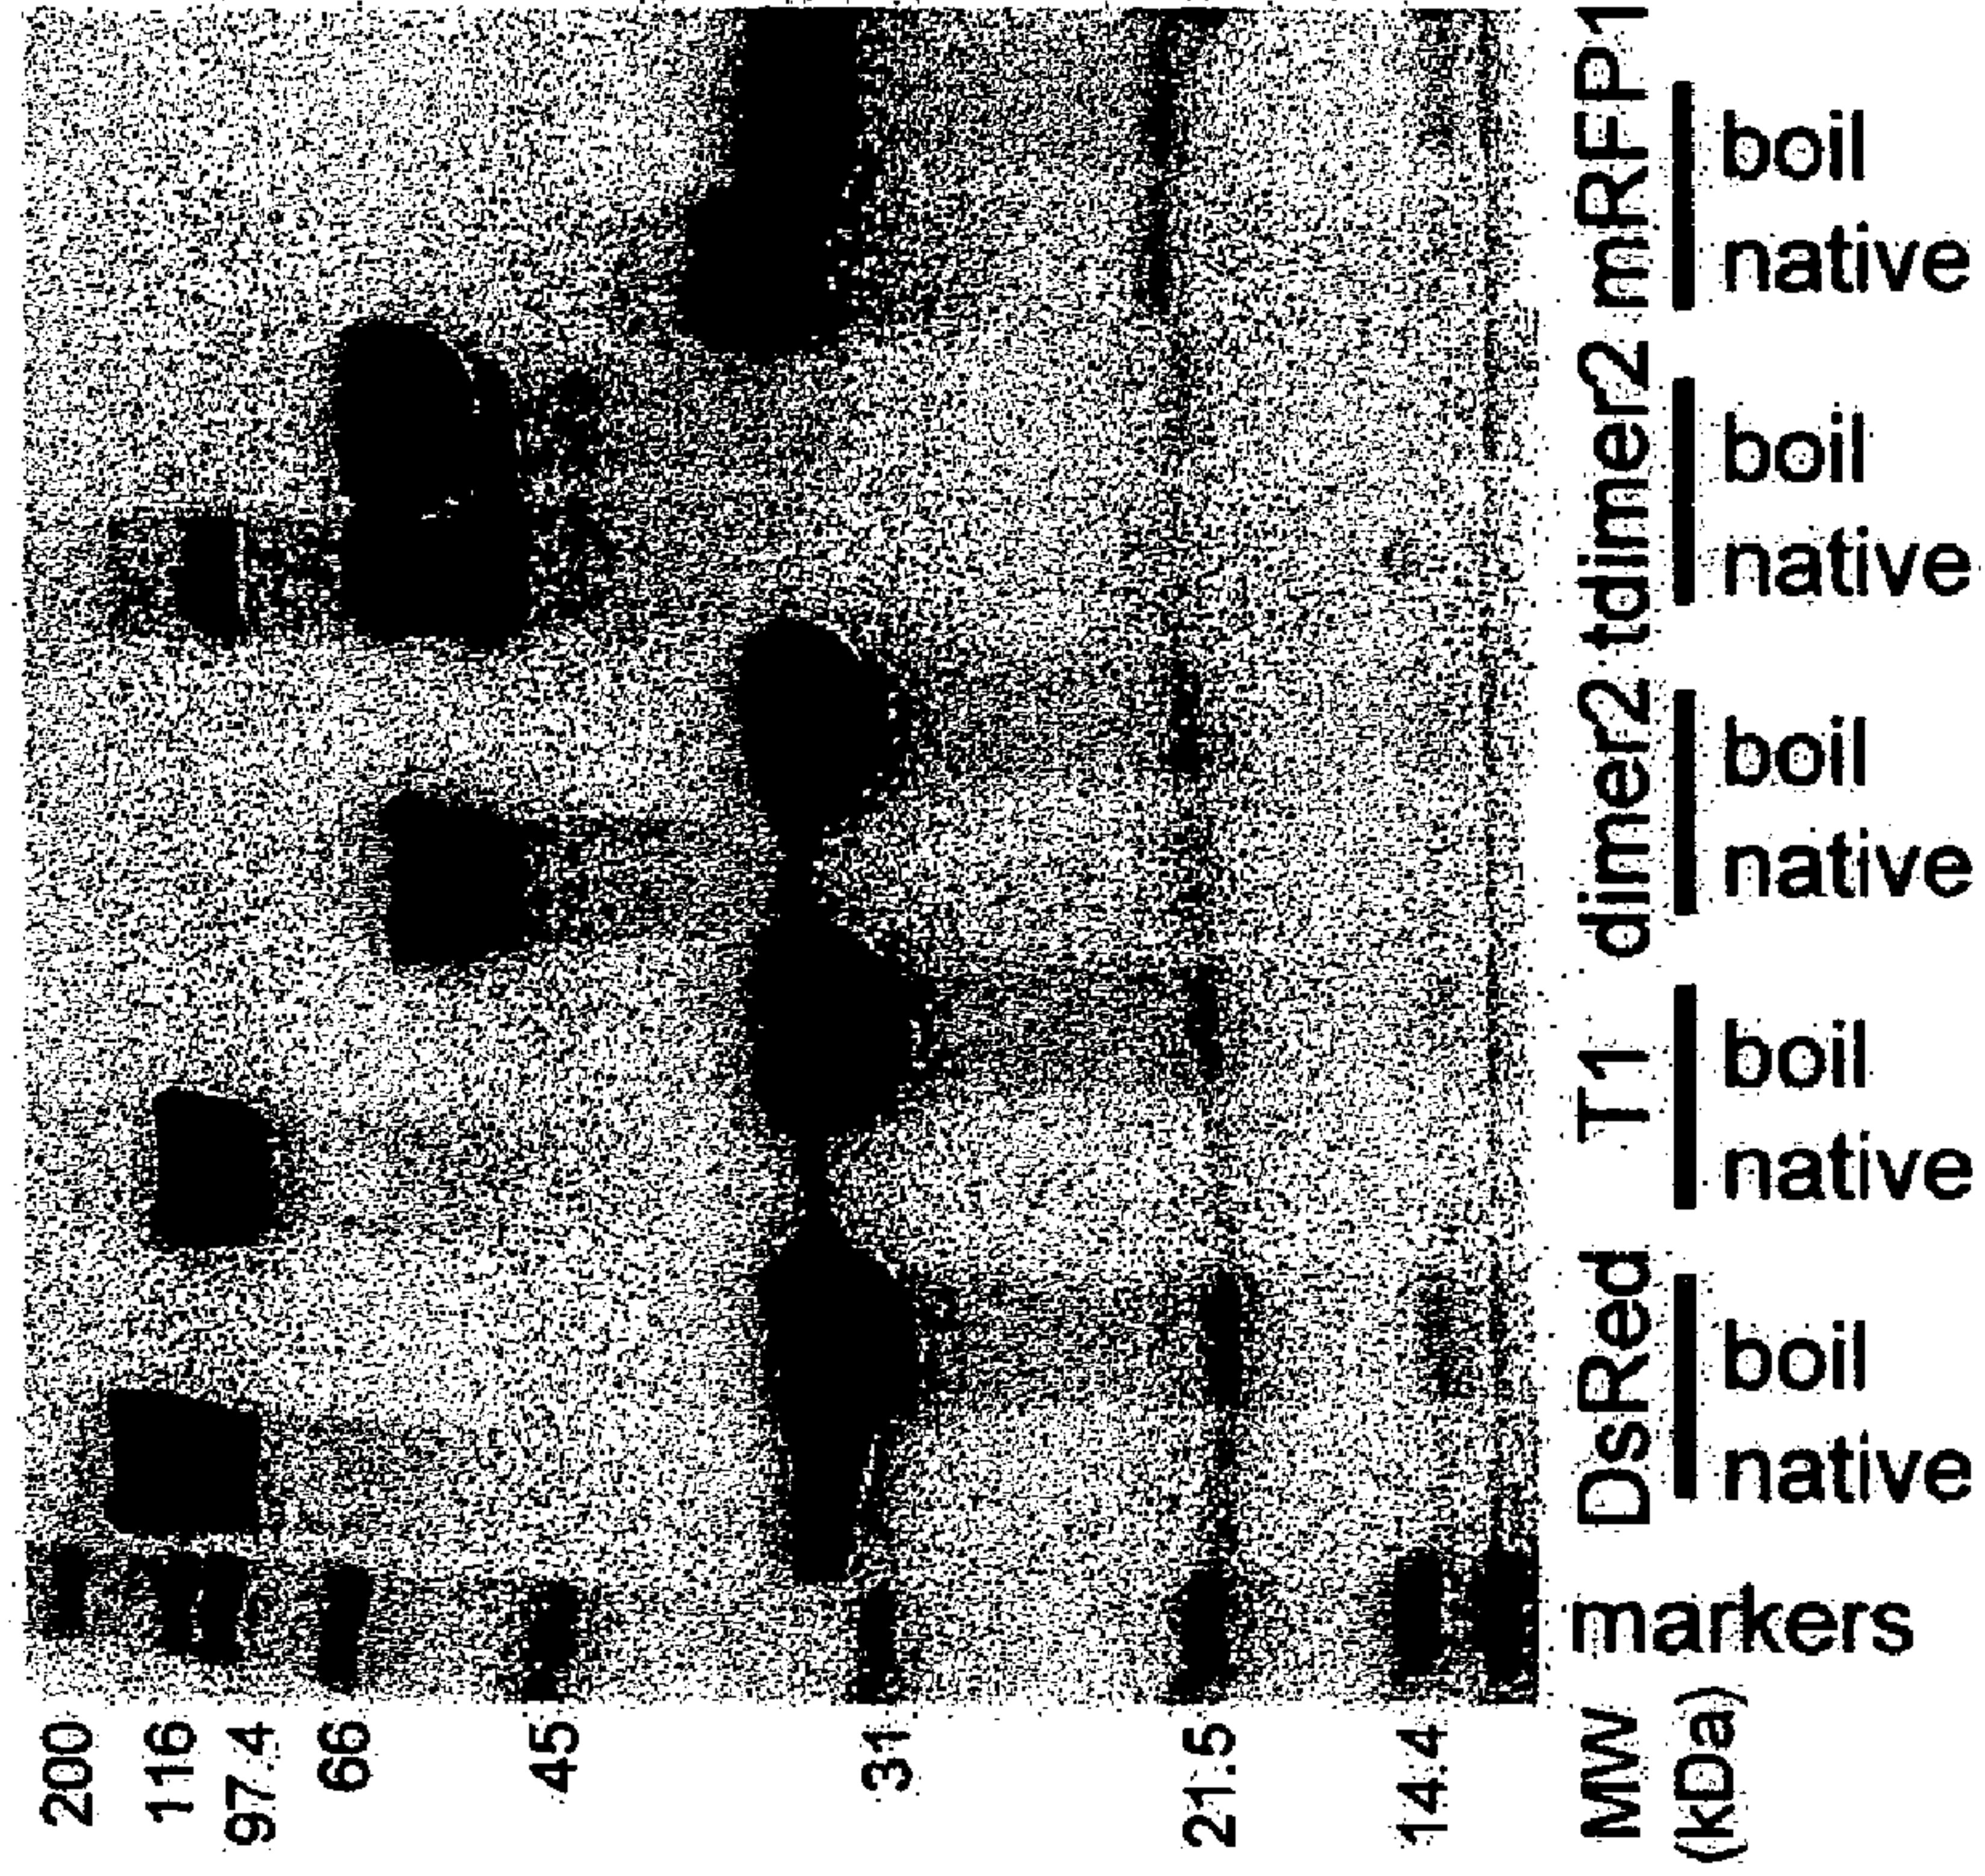 200
116
97.4
66
45
31
21.5
14.4
MW
(kDa)
markers
DsRed
native
boil
T1
native
boil
dimer2
native
boil
tdimer2
native
boil
mRFP1
native
boil